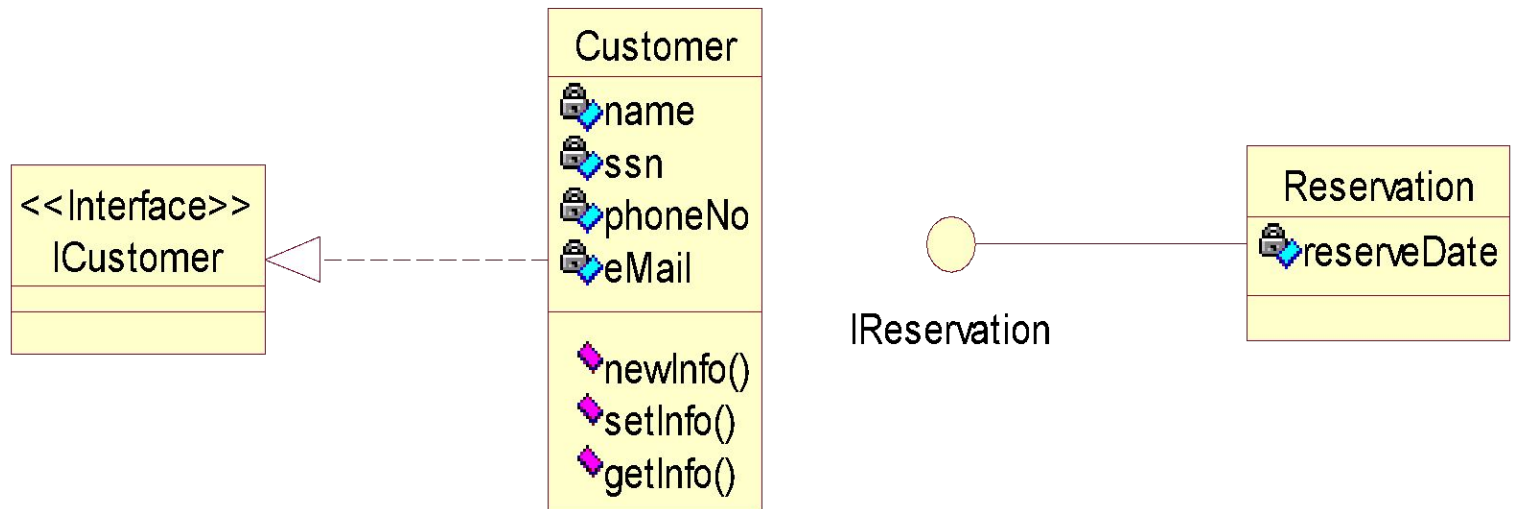 <<Interface>>
ICustomer
Customer
name
ssn
phoneNo
eMail
newInfo()
setInfo()
getInfo()
IReservation
Reservation
reserveDate